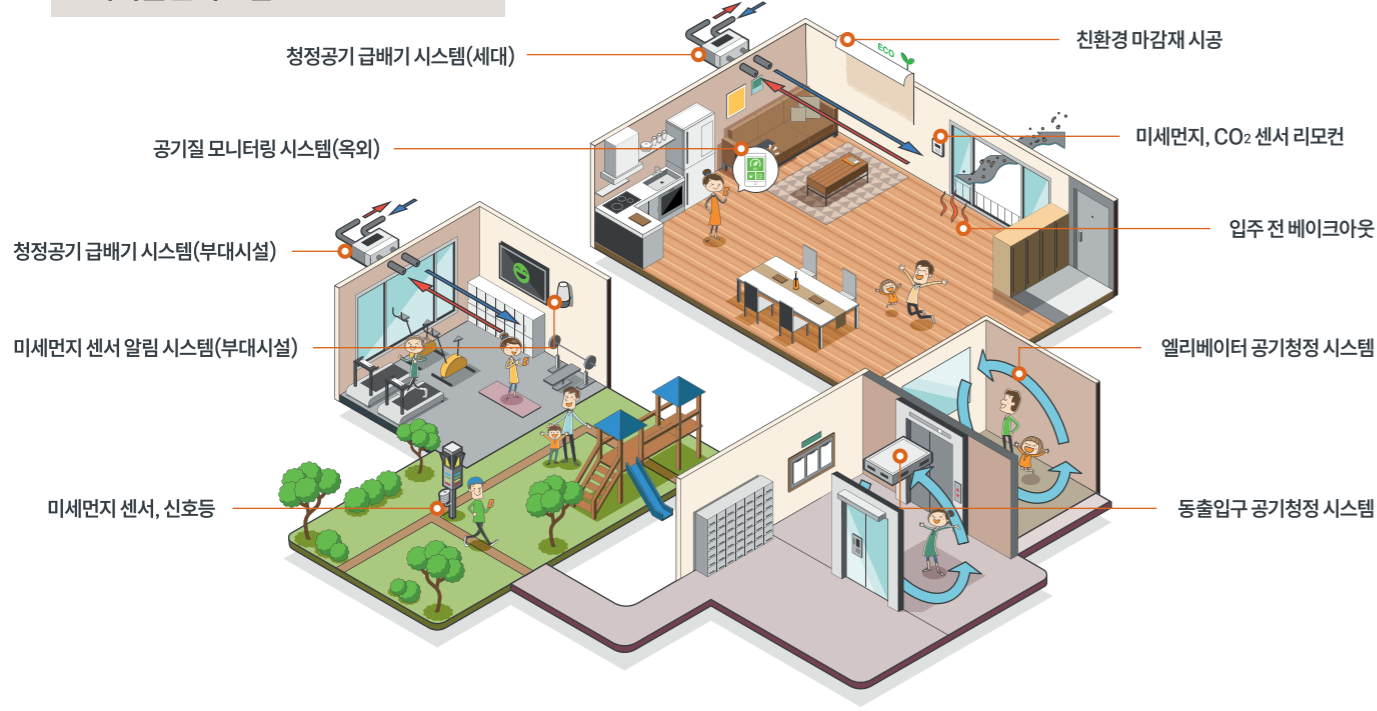 청정공기 급배기 시스템(세대)
친환경 마감재 시공
ECO
공기질 모니터링 시스템(옥외)
미세먼지, CO₂ 센서 리모컨
청정공기 급배기 시스템(부대시설)
입주 전 베이크아웃
미세먼지 센서 알림 시스템(부대시설)
엘리베이터 공기청정 시스템
미세먼지 센서, 신호등
동출입구 공기청정 시스템